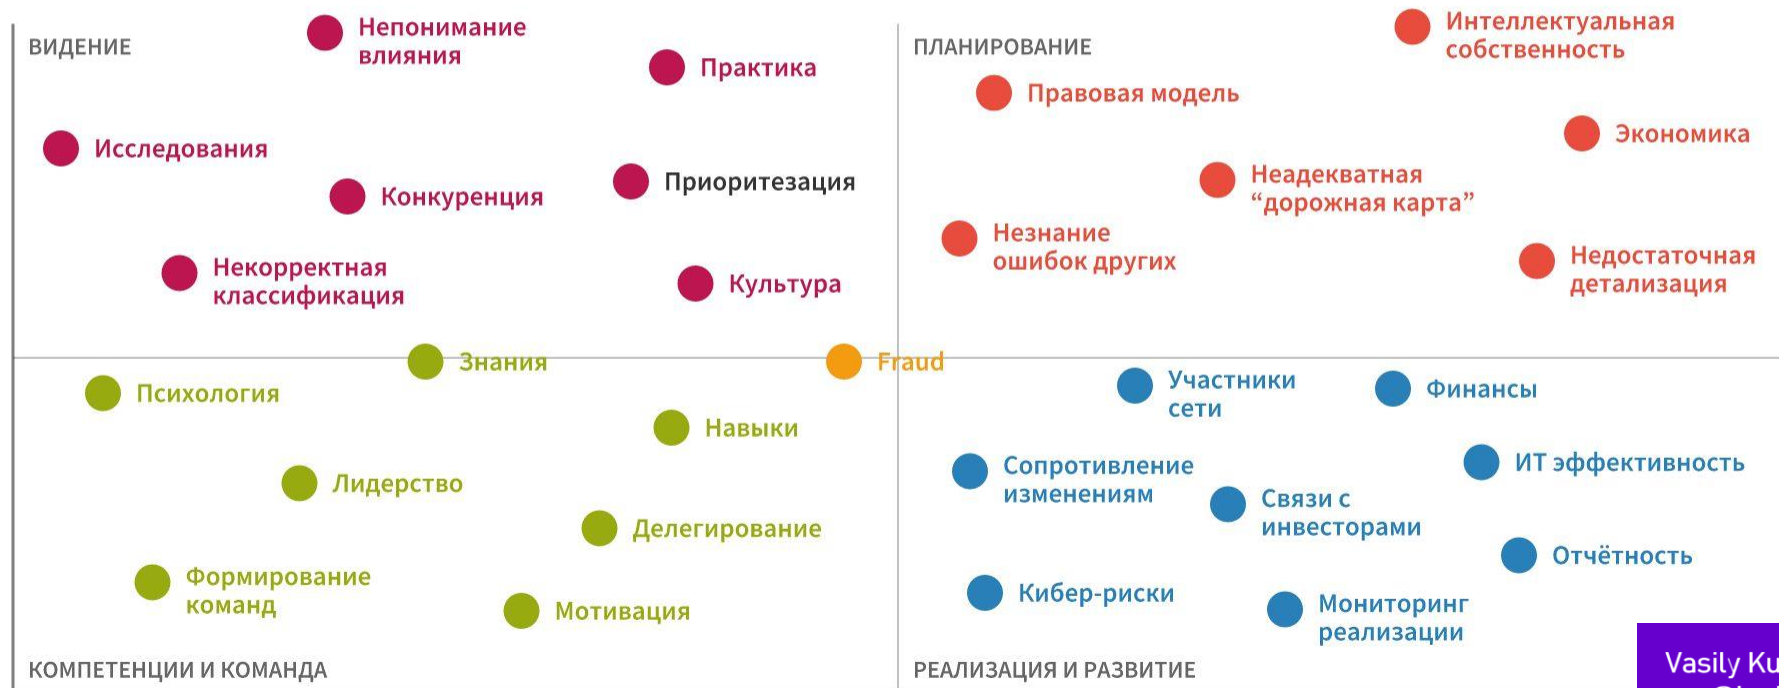 ВИДЕНИЕ
Непонимание
влияния
Практика
Исследования
Конкуренция
Приоритезация
Некорректная
классификация
Культура
ПЛАНИРОВАНИЕ
Интеллектуальная
собственность
Правовая модель
Экономика
Неадекватная
“дорожная карта”
Незнание
ошибок других
Недостаточная
детализация
Знания
Fraud
Психология
Навыки
Лидерство
Делегирование
Формирование
команд
Мотивация
КОМПЕТЕНЦИИ И КОМАНДА
Участники
сети
Финансы
Сопротивление
изменениям
ИТ эффективность
Связи с
инвесторами
Отчётность
Кибер-риски
Мониторинг
реализации
РЕАЛИЗАЦИЯ И РАЗВИТИЕ
Vasily Ku